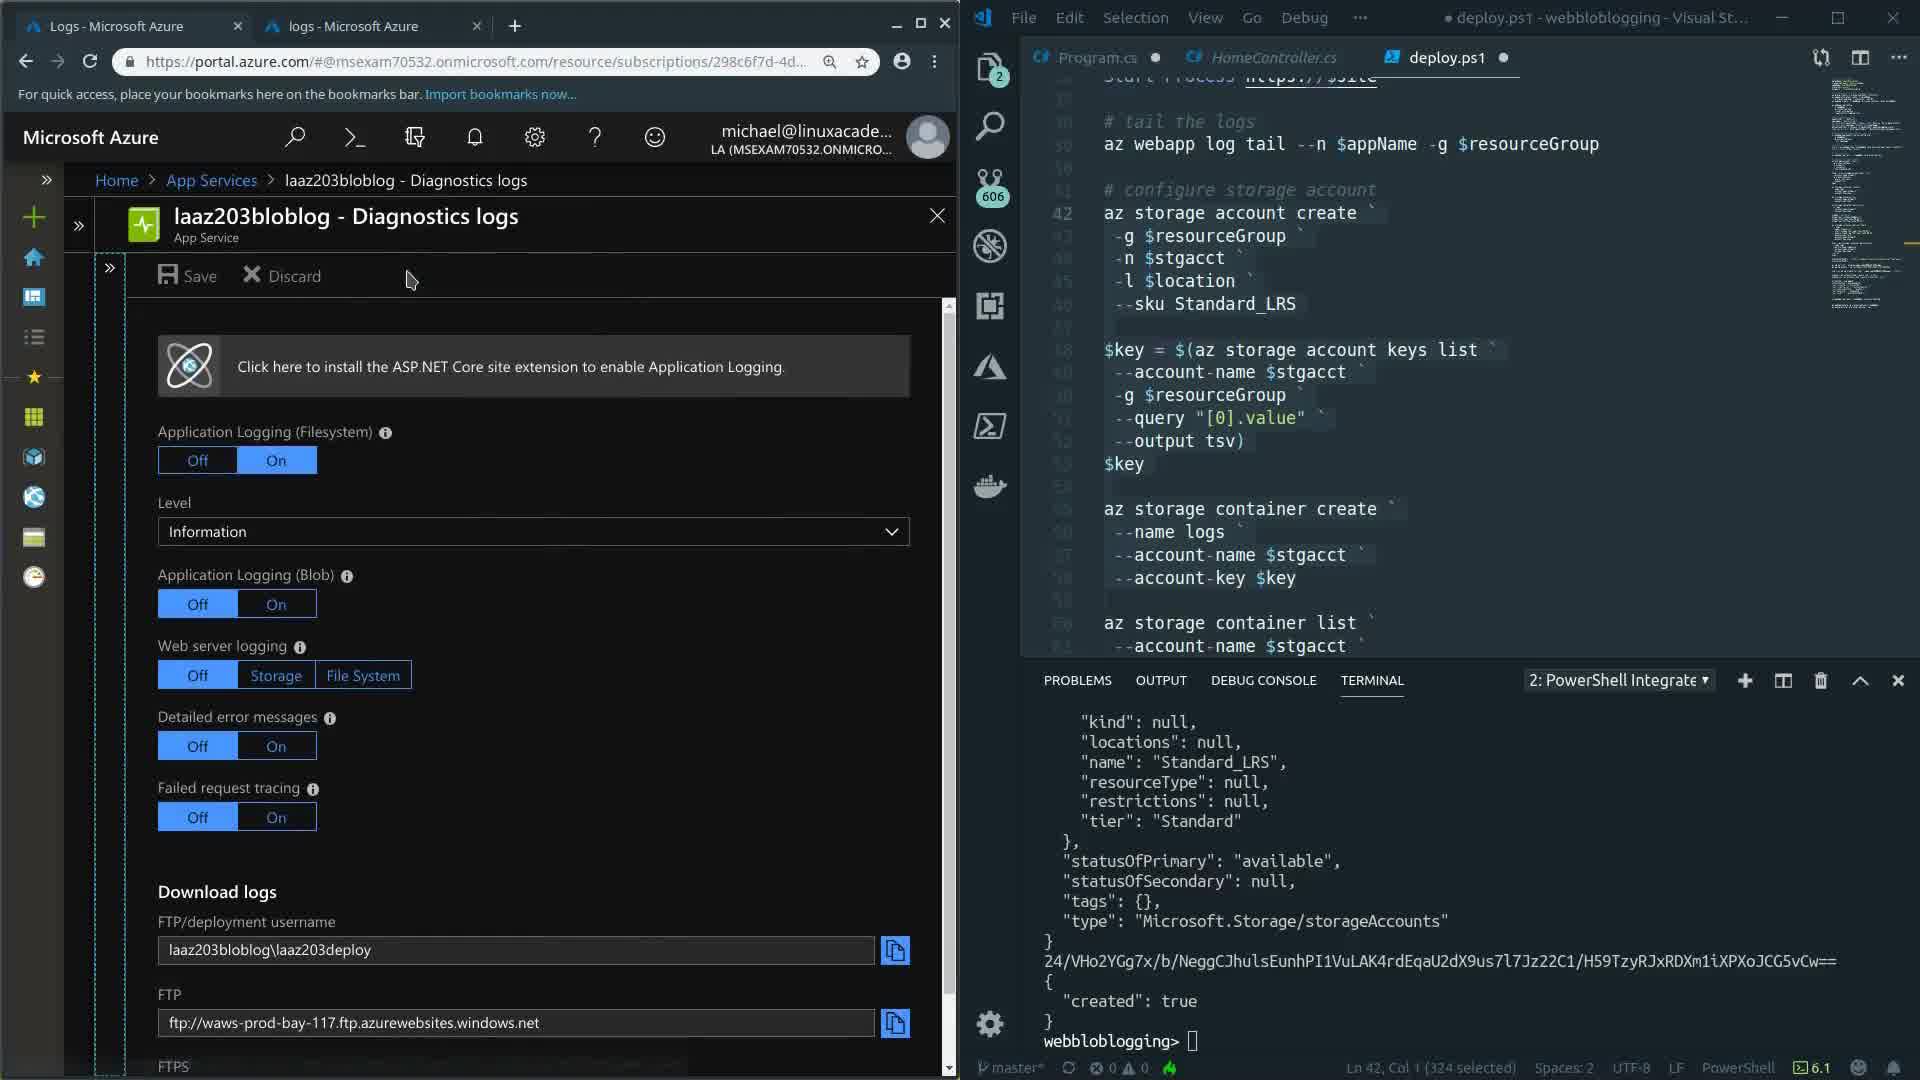 Logs - Microsoft Azure
logs - Microsoft Azure
https://portal.azure.com/#@msexam70532.onmicrosoft.com/resource/subscriptions/298c6f7d-4d...
For quick access, place your bookmarks here on the bookmarks bar. Import bookmarks now...
Microsoft Azure
michael@linuxacade...
LA (MSEXAM70532.ONMICRO...
Home > App Services > laaz203bloblog - Diagnostics logs
laaz203bloblog - Diagnostics logs
App Service
Save
Discard
Click here to install the ASP.NET Core site extension to enable Application Logging.
Application Logging (Filesystem)
Off On
Level
Information
Application Logging (Blob)
Off On
Web server logging
Off Storage File System
Detailed error messages
Off On
Failed request tracing
Off On
Download logs
FTP/deployment username
laaz203bloblog\laaz203deploy
FTP
ftp://waws-prod-bay-117.ftp.azurewebsites.windows.net
FTPS
File Edit Selection View Go Debug ···
● deploy.ps1 - webbloblogging - Visual St...
Program.cs
HomeController.cs
deploy.ps1
2
606
Start-Process https://$site
# tail the logs
az webapp log tail --n $appName -g $resourceGroup
# configure storage account
42 az storage account create `
-g $resourceGroup `
-n $stgacct `
-l $location `
--sku Standard_LRS
$key = $(az storage account keys list `
--account-name $stgacct `
-g $resourceGroup `
--query "[0].value" `
--output tsv)
$key
az storage container create `
--name logs `
--account-name $stgacct `
--account-key $key
az storage container list `
--account-name $stgacct `
PROBLEMS OUTPUT DEBUG CONSOLE TERMINAL
2: PowerShell Integrate
"kind": null,
"locations": null,
"name": "Standard_LRS",
"resourceType": null,
"restrictions": null,
"tier": "Standard"
},
"statusOfPrimary": "available",
"statusOfSecondary": null,
"tags": {},
"type": "Microsoft.Storage/storageAccounts"
}
24/VHo2YGg7x/b/NeggCJhulsEunhPI1VuLAK4rdEqaU2dX9us7l7Jz22C1/H59TzyRJxRDXm1iXPXoJCG5vCw==
{
"created": true
}
webbloblogging>
master* 0 0
Ln 42, Col 1 (324 selected) Spaces: 2 UTF-8 LF PowerShell 6.1